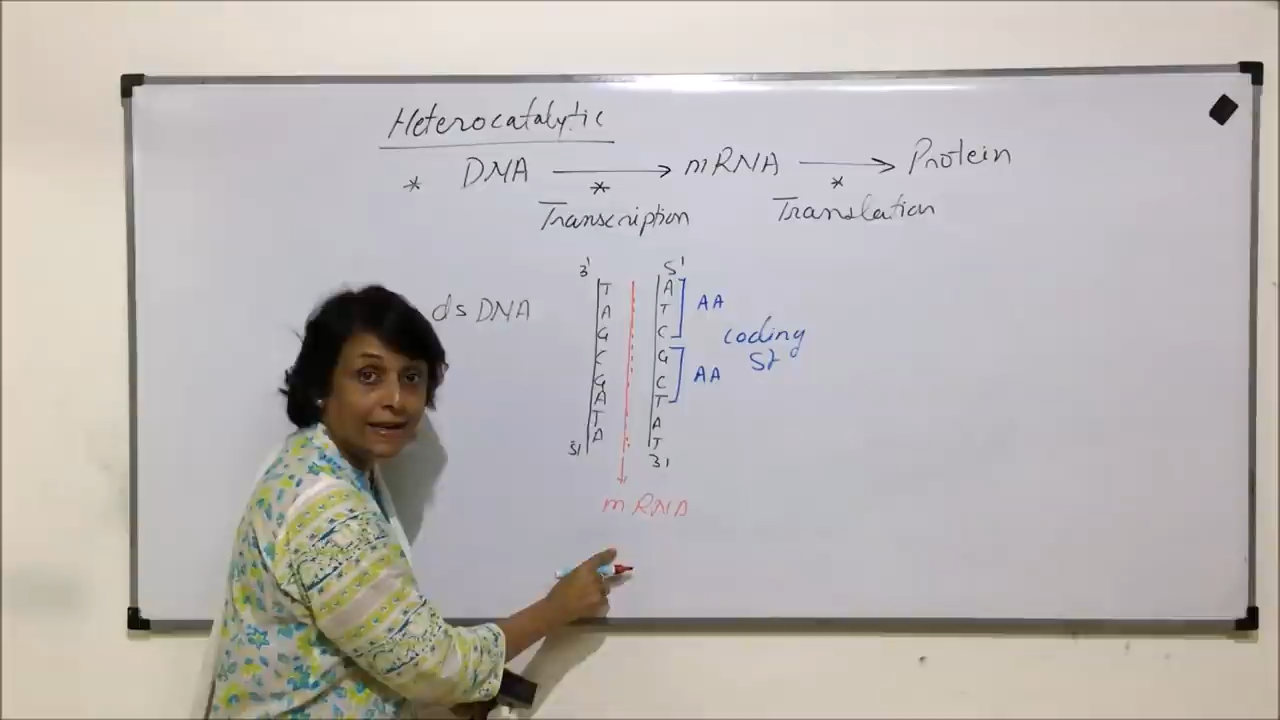 Heterocatalytic
* DNA → mRNA → Protein
* *
Transcription Translation
3' 5'
ds DNA
T A
A T AA
G C
C G coding
G C St
A T AA
T A
A T
5' 3'
mRNA